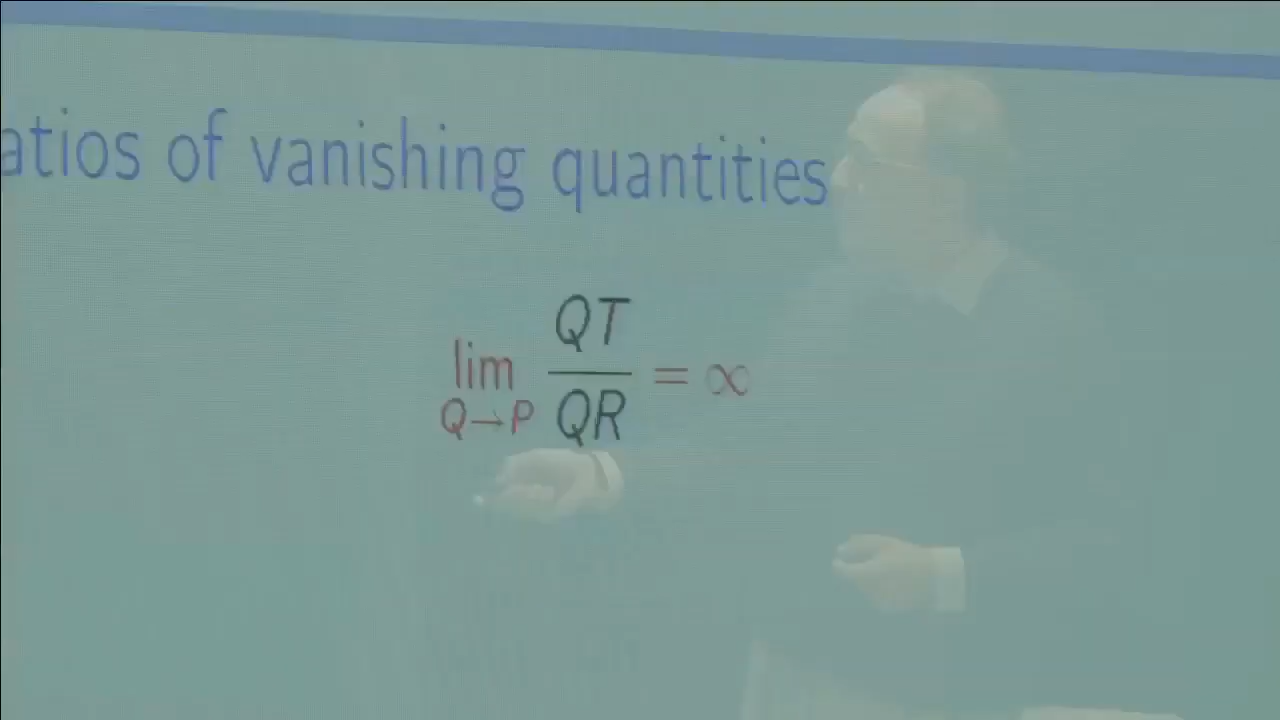 atios of vanishing quantities
lim Q→P QT/QR = ∞